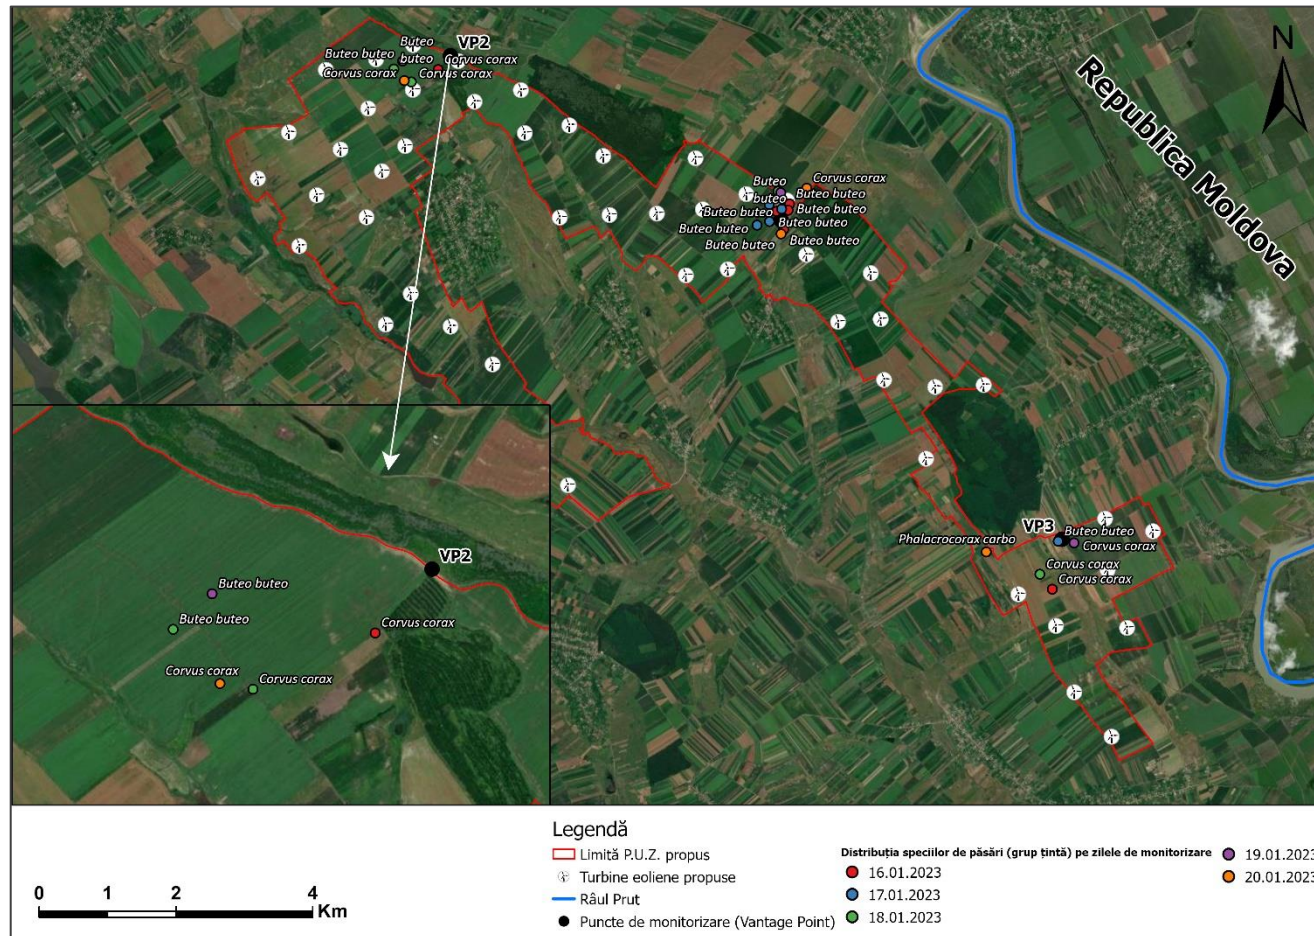 N
Republica Moldova
VP2
Buteo
Buteo buteo
buteo
Corvus corax
Corvus corax
Corvus corax
Corvus corax
Buteo
buteo
Buteo buteo
Buteo buteo
Buteo buteo
Buteo buteo
Buteo buteo
Buteo buteo
Buteo buteo
VP3
Buteo buteo
Phalacrocorax carbo
Corvus corax
Corvus corax
Corvus corax
VP2
Buteo buteo
Buteo buteo
Corvus corax
Corvus corax
Corvus corax
Legendă
Limită P.U.Z. propus
Turbine eoliene propuse
Râul Prut
Puncte de monitorizare (Vantage Point)
Distribuția speciilor de păsări (grup țintă) pe zilele de monitorizare
16.01.2023
17.01.2023
18.01.2023
19.01.2023
20.01.2023
0 1 2 4
Km